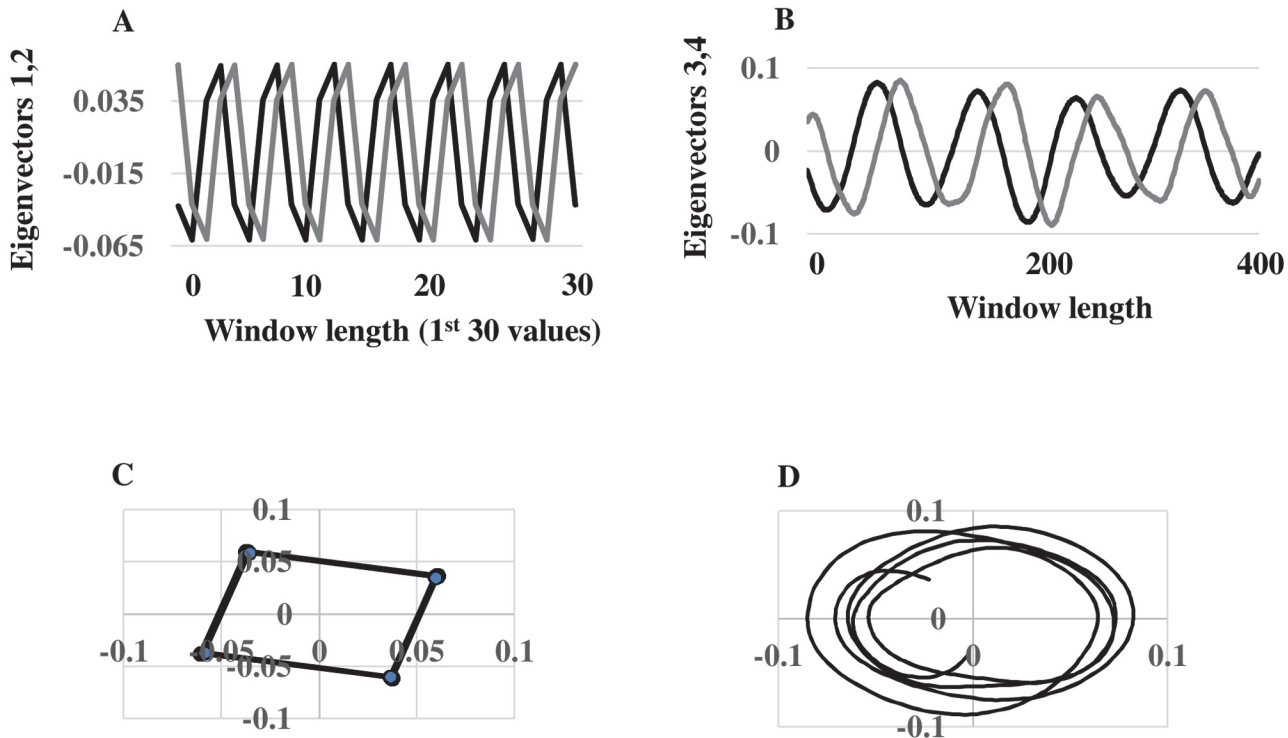 A
Eigenvectors 1,2
0.035
-0.015
-0.065
0 10 20 30
Window length (1st 30 values)
B
Eigenvectors 3,4
0.1
0
-0.1
0 200 400
Window length
C
0.1
0.05
0
-0.1 -0.05 0 0.05 0.1
-0.05
-0.1
D
0.1
0
-0.1 0 0.1
-0.1